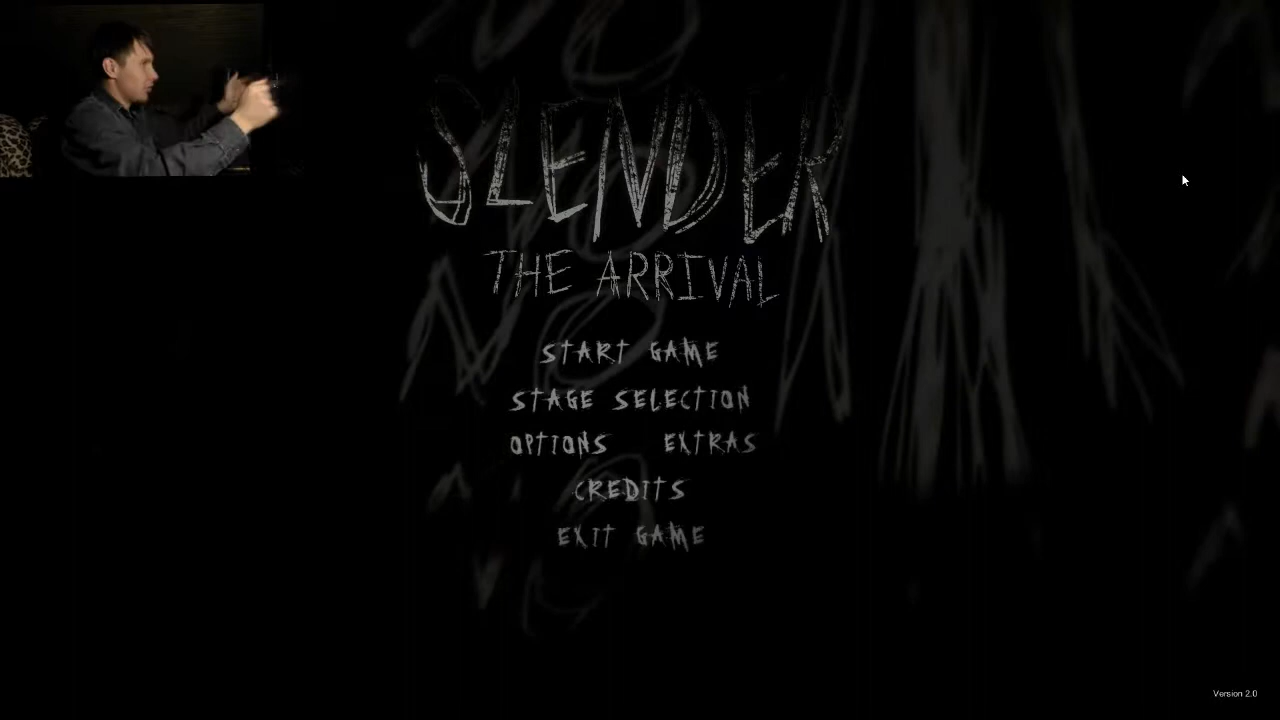 SLENDER
THE ARRIVAL
START GAME
STAGE SELECTION
OPTIONS EXTRAS
CREDITS
EXIT GAME
Version 2.0